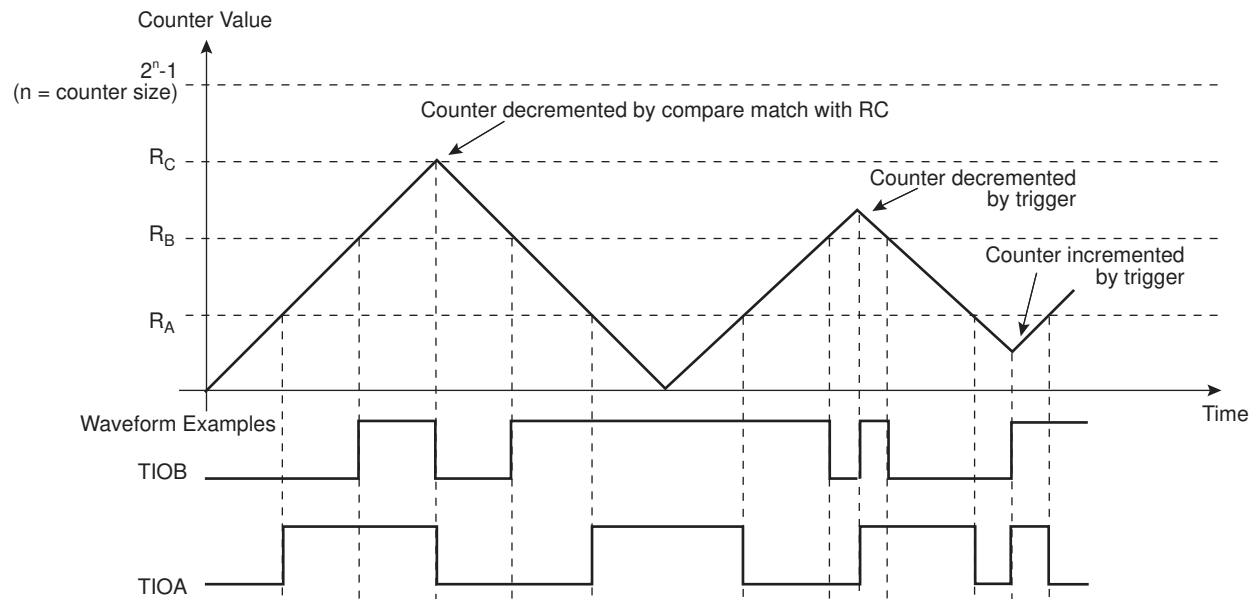 Counter Value
2ⁿ-1
(n = counter size)
Counter decremented by compare match with RC
R_C
Counter decremented
by trigger
R_B
Counter incremented
by trigger
R_A
Time
Waveform Examples
TIOB
TIOA